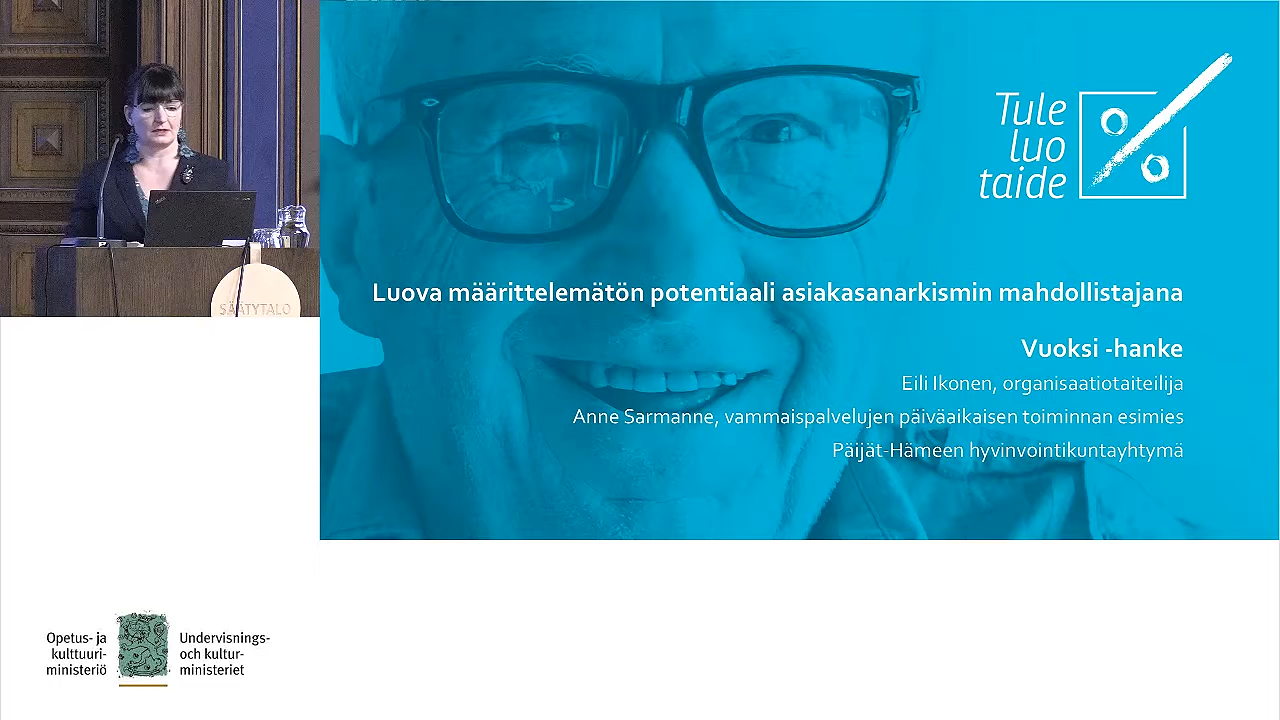 SÄÄTYTALO
Tule
luo
taide
%
Luova määrittelemätön potentiaali asiakasanarkismin mahdollistajana
Vuoksi -hanke
Eili Ikonen, organisaatiotaiteilija
Anne Sarmanne, vammaispalvelujen päiväaikaisen toiminnan esimies
Päijät-Hämeen hyvinvointikuntayhtymä
Opetus- ja
kulttuuri-
ministeriö
Undervisnings-
och kultur-
ministeriet